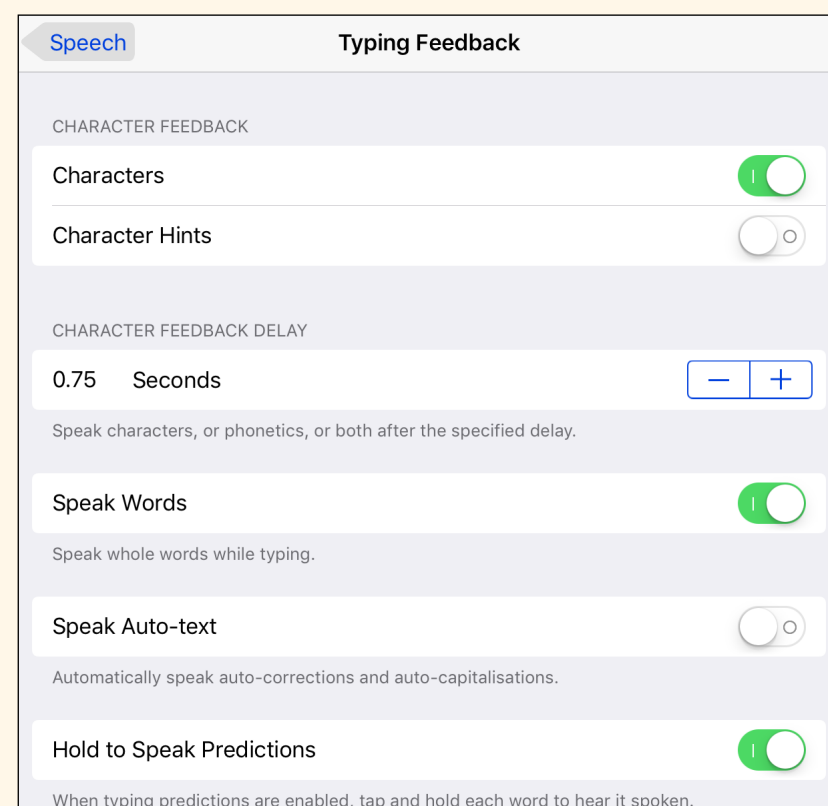 Speech
Typing Feedback
CHARACTER FEEDBACK
Characters
Character Hints
CHARACTER FEEDBACK DELAY
0.75 Seconds
Speak characters, or phonetics, or both after the specified delay.
Speak Words
Speak whole words while typing.
Speak Auto-text
Automatically speak auto-corrections and auto-capitalisations.
Hold to Speak Predictions
When typing predictions are enabled, tap and hold each word to hear it spoken.